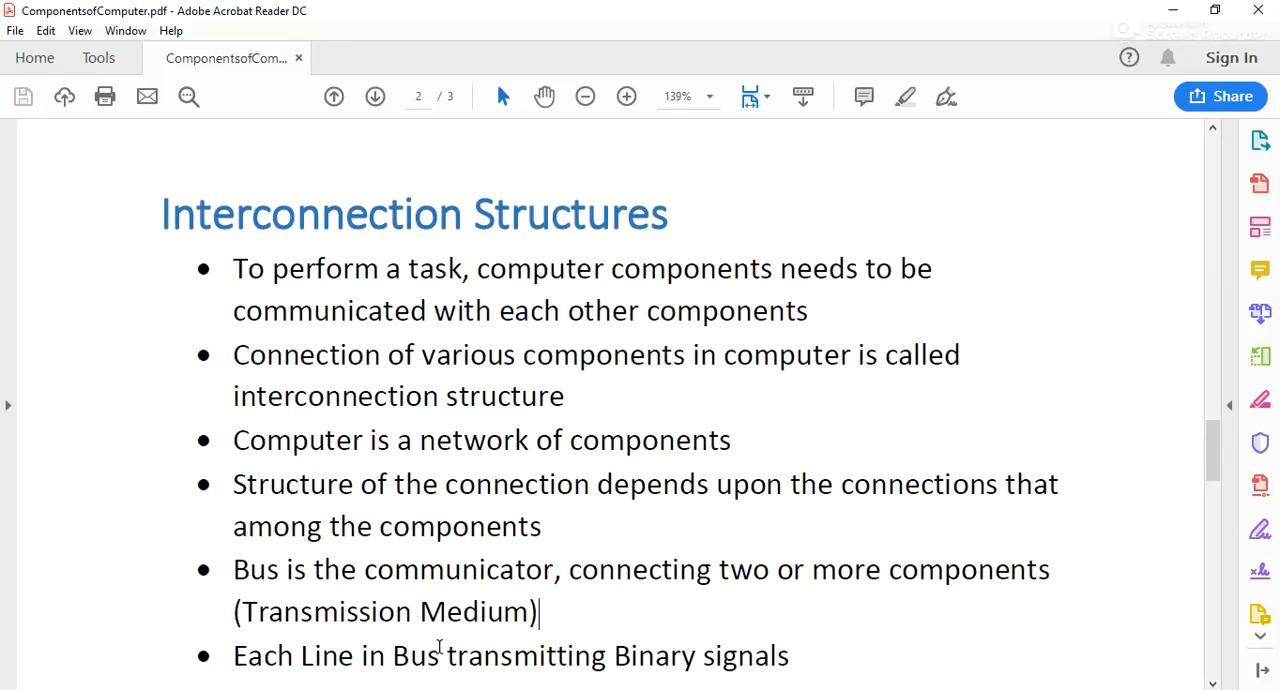 ComponentsofComputer.pdf - Adobe Acrobat Reader DC
File Edit View Window Help
Home Tools ComponentsofCom... × Sign In
2 / 3 139% Share
Interconnection Structures
• To perform a task, computer components needs to be
communicated with each other components
• Connection of various components in computer is called
interconnection structure
• Computer is a network of components
• Structure of the connection depends upon the connections that
among the components
• Bus is the communicator, connecting two or more components
(Transmission Medium)
• Each Line in Bus transmitting Binary signals